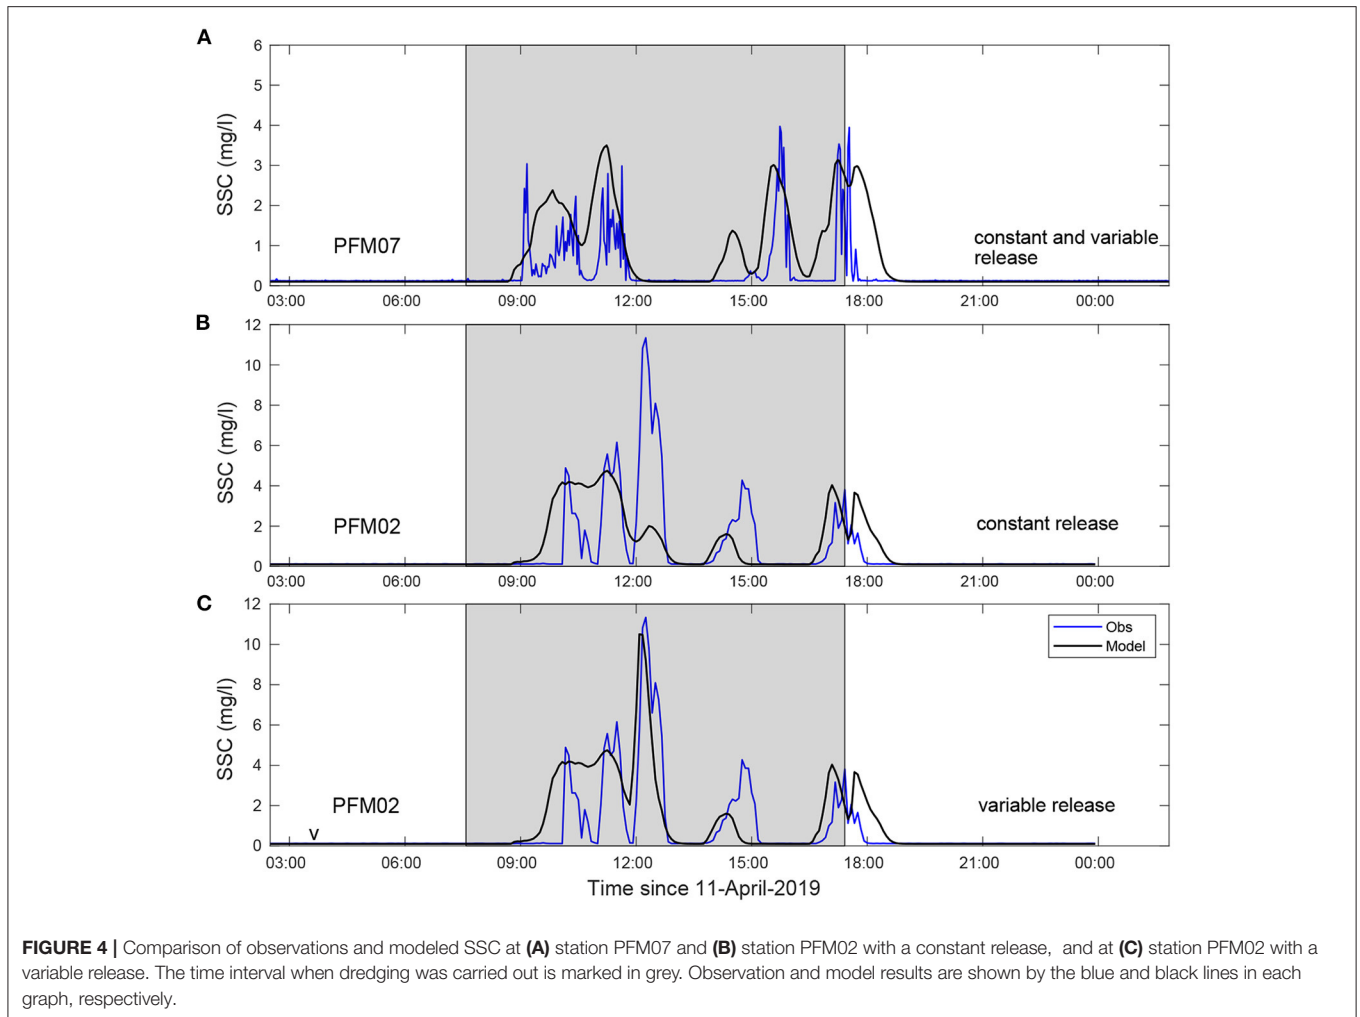 A
6
5
4
3
2
1
0
SSC (mg/l)
PFM07
constant and variable
release
03:00 06:00 09:00 12:00 15:00 18:00 21:00 00:00
B
12
10
8
6
4
2
0
SSC (mg/l)
PFM02
constant release
03:00 06:00 09:00 12:00 15:00 18:00 21:00 00:00
C
12
10
8
6
4
2
0
SSC (mg/l)
Obs
Model
PFM02
variable release
v
03:00 06:00 09:00 12:00 15:00 18:00 21:00 00:00
Time since 11-April-2019
FIGURE 4 | Comparison of observations and modeled SSC at (A) station PFM07 and (B) station PFM02 with a constant release, and at (C) station PFM02 with a
variable release. The time interval when dredging was carried out is marked in grey. Observation and model results are shown by the blue and black lines in each
graph, respectively.